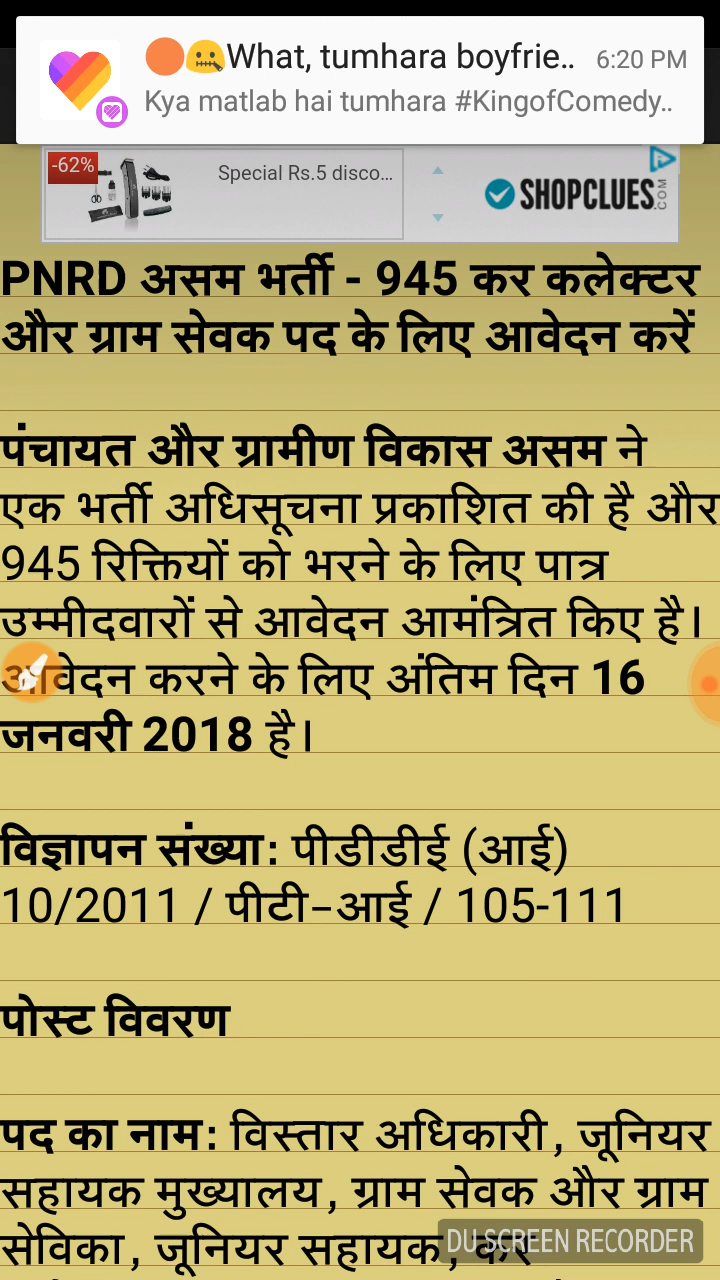 What, tumhara boyfrie..
6:20 PM
Kya matlab hai tumhara #KingofComedy..
-62%
Special Rs.5 disco...
SHOPCLUES.COM
PNRD असम भर्ती - 945 कर कलेक्टर
और ग्राम सेवक पद के लिए आवेदन करें
पंचायत और ग्रामीण विकास असम ने
एक भर्ती अधिसूचना प्रकाशित की है और
945 रिक्तियों को भरने के लिए पात्र
उम्मीदवारों से आवेदन आमंत्रित किए है।
आवेदन करने के लिए अंतिम दिन 16
जनवरी 2018 है।
विज्ञापन संख्या: पीडीडीई (आई)
10/2011 / पीटी–आई / 105-111
पोस्ट विवरण
पद का नाम: विस्तार अधिकारी, जूनियर
सहायक मुख्यालय, ग्राम सेवक और ग्राम
सेविका, जूनियर सहायक, कर
DU SCREEN RECORDER